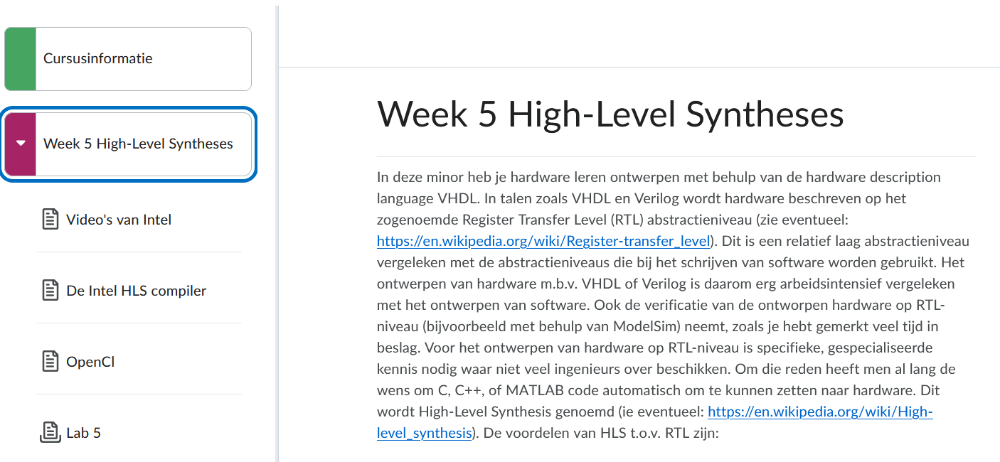 Cursusinformatie
Week 5 High-Level Syntheses
Video's van Intel
De Intel HLS compiler
OpenCl
Lab 5
Week 5 High-Level Syntheses
In deze minor heb je hardware leren ontwerpen met behulp van de hardware description
language VHDL. In talen zoals VHDL en Verilog wordt hardware beschreven op het
zogenoemde Register Transfer Level (RTL) abstractieniveau (zie eventueel:
https://en.wikipedia.org/wiki/Register-transfer_level). Dit is een relatief laag abstractieniveau
vergeleken met de abstractieniveaus die bij het schrijven van software worden gebruikt. Het
ontwerpen van hardware m.b.v. VHDL of Verilog is daarom erg arbeidsintensief vergeleken
met het ontwerpen van software. Ook de verificatie van de ontworpen hardware op RTL-
niveau (bijvoorbeeld met behulp van ModelSim) neemt, zoals je hebt gemerkt veel tijd in
beslag. Voor het ontwerpen van hardware op RTL-niveau is specifieke, gespecialiseerde
kennis nodig waar niet veel ingenieurs over beschikken. Om die reden heeft men al lang de
wens om C, C++, of MATLAB code automatisch om te kunnen zetten naar hardware. Dit
wordt High-Level Synthesis genoemd (ie eventueel: https://en.wikipedia.org/wiki/High-
level_synthesis). De voordelen van HLS t.o.v. RTL zijn: